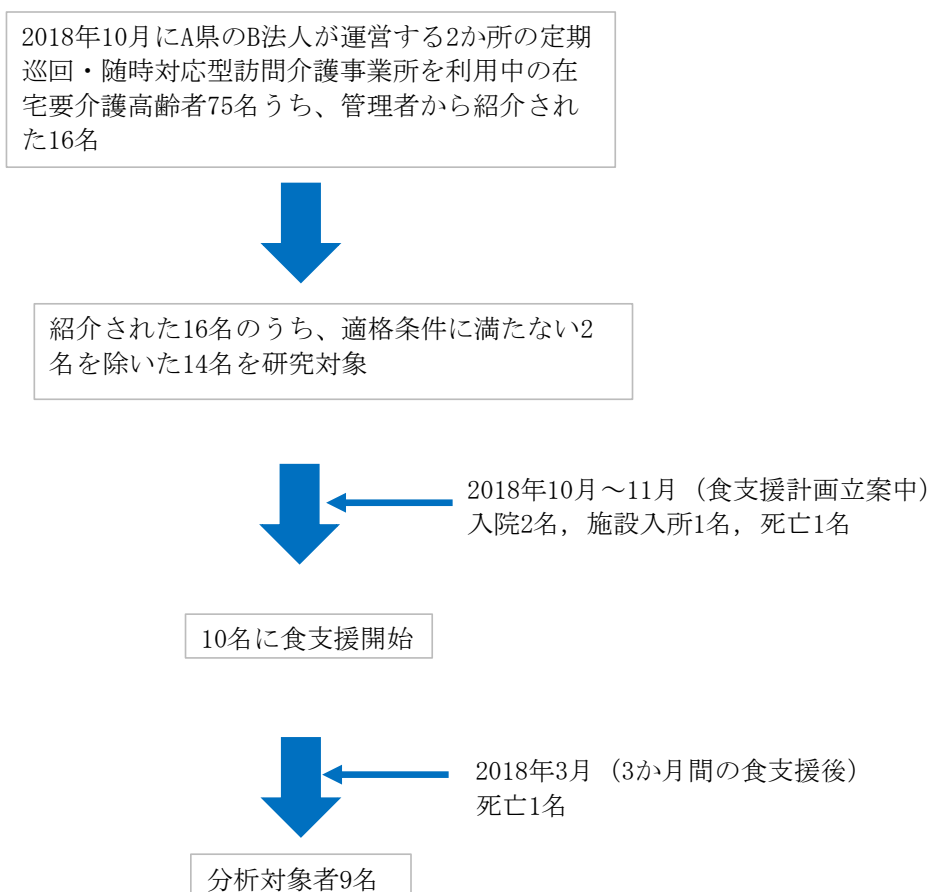 2018年10月にA県のB法人が運営する2か所の定期
巡回・随時対応型訪問介護事業所を利用中の在
宅要介護高齢者75名うち、管理者から紹介され
た16名
紹介された16名のうち、適格条件に満たない2
名を除いた14名を研究対象
2018年10月～11月（食支援計画立案中）
入院2名，施設入所1名，死亡1名
10名に食支援開始
2018年3月（3か月間の食支援後）
死亡1名
分析対象者9名